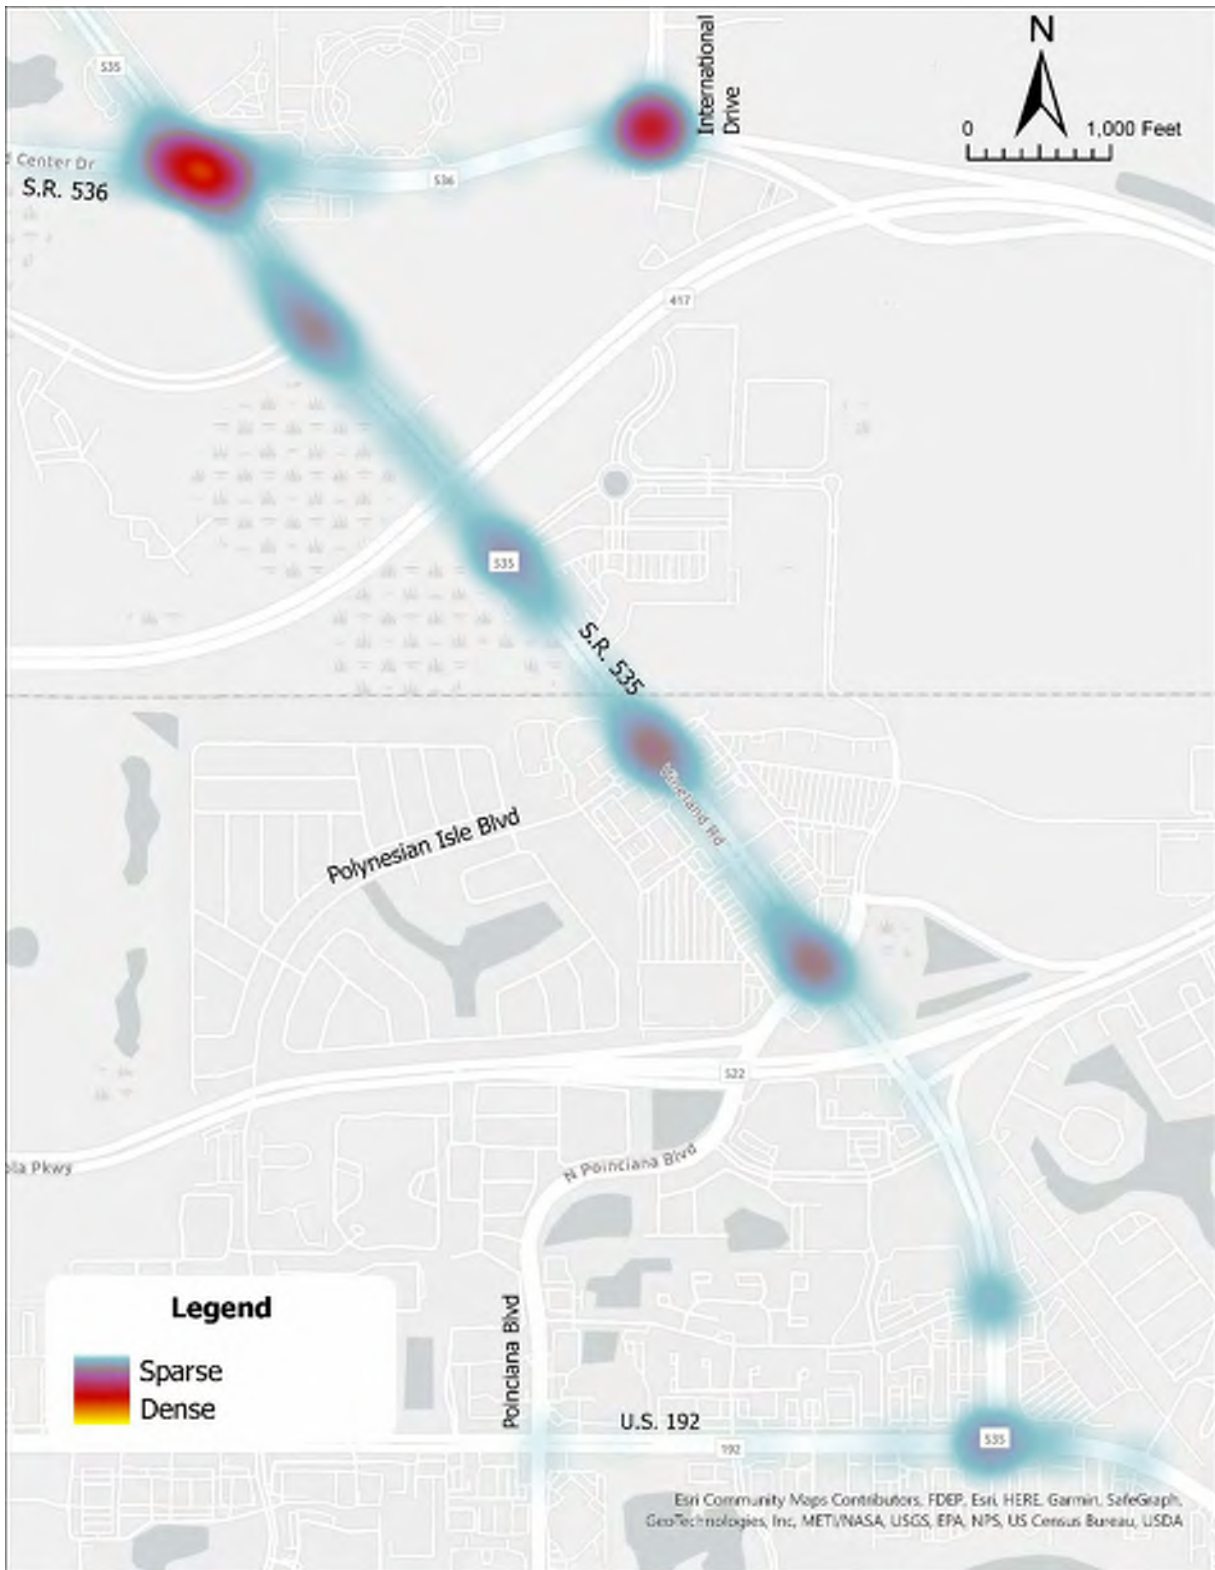 International
Drive
N
0 1,000 Feet
535
Center Dr
S.R. 536
536
417
535
S.R. 535
Vineland Rd
Polynesian Isle Blvd
522
N Poinciana Blvd
Pkwy
Legend
Sparse
Dense
Poinciana Blvd
U.S. 192
192
535
Esri Community Maps Contributors, FDEP, Esri, HERE, Garmin, SafeGraph,
GeoTechnologies, Inc, METI/NASA, USGS, EPA, NPS, US Census Bureau, USDA